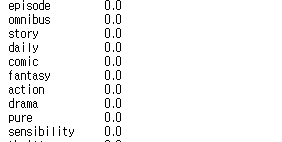 episode 0.0
omnibus 0.0
story 0.0
daily 0.0
comic 0.0
fantasy 0.0
action 0.0
drama 0.0
pure 0.0
sensibility 0.0